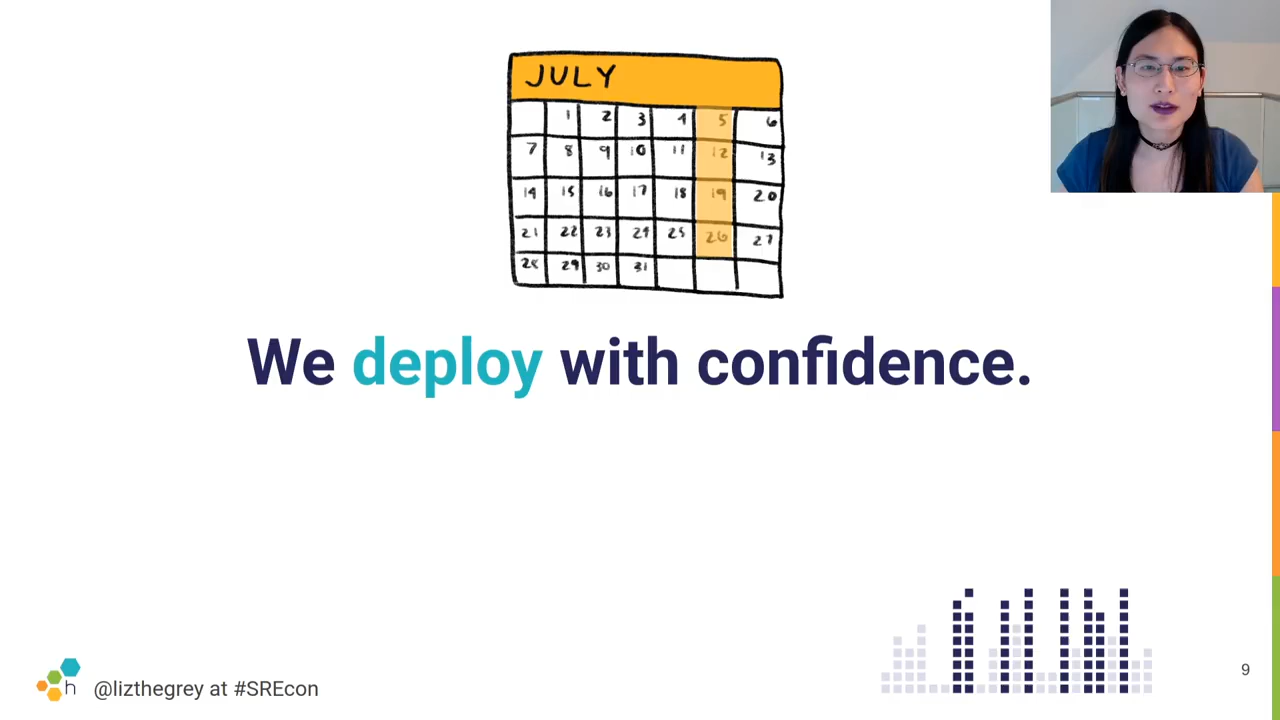 JULY
1 2 3 4 5 6
7 8 9 10 11 12 13
14 15 16 17 18 19 20
21 22 23 24 25 26 27
28 29 30 31
We deploy with confidence.
h
@lizthegrey at #SREcon
9